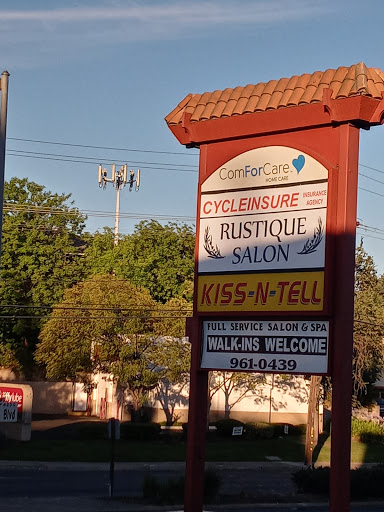 ComForCare
HOME CARE
CYCLEINSURE INSURANCE AGENCY
RUSTIQUE
SALON
KISS-N-TELL
FULL SERVICE SALON & SPA
WALK-INS WELCOME
961-0439
Blvd